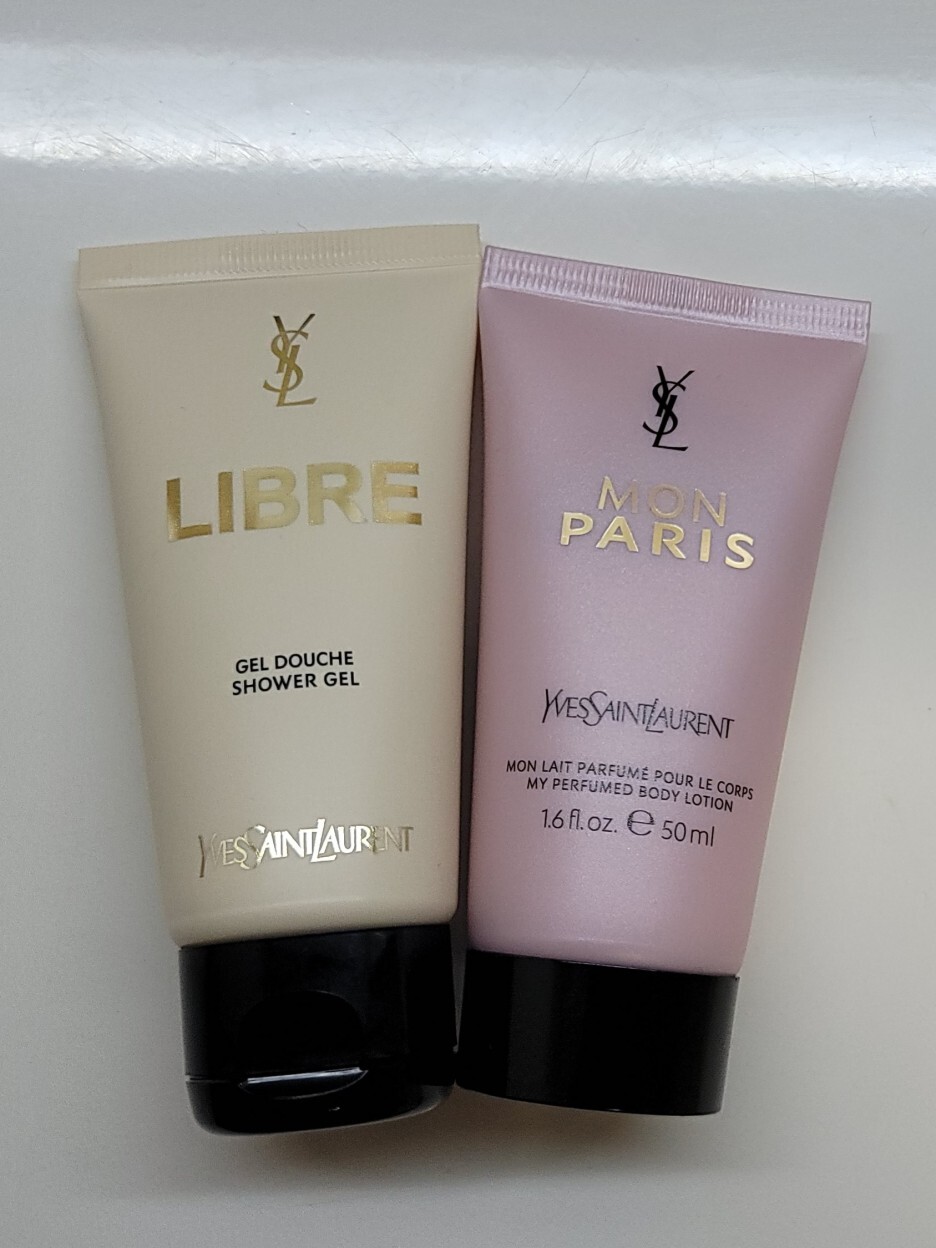 YSL
LIBRE
GEL DOUCHE
SHOWER GEL
YVESSAINTLAURENT
YSL
MON
PARIS
YVESSAINTLAURENT
MON LAIT PARFUMÉ POUR LE CORPS
MY PERFUMED BODY LOTION
1.6 fl. oz. ℮ 50 ml